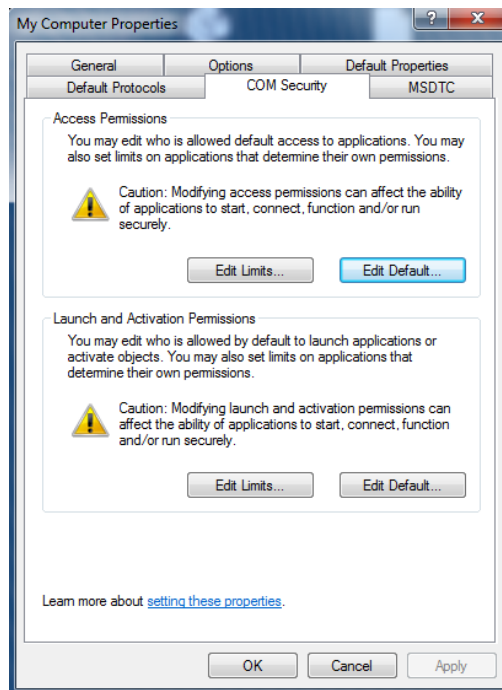 My Computer Properties
?
X
General
Options
Default Properties
Default Protocols
COM Security
MSDTC
Access Permissions
You may edit who is allowed default access to applications. You may
also set limits on applications that determine their own permissions.
Caution: Modifying access permissions can affect the ability
of applications to start, connect, function and/or run
securely.
Edit Limits...
Edit Default...
Launch and Activation Permissions
You may edit who is allowed by default to launch applications or
activate objects. You may also set limits on applications that
determine their own permissions.
Caution: Modifying launch and activation permissions can
affect the ability of applications to start, connect, function
and/or run securely.
Edit Limits...
Edit Default...
Learn more about setting these properties.
OK
Cancel
Apply